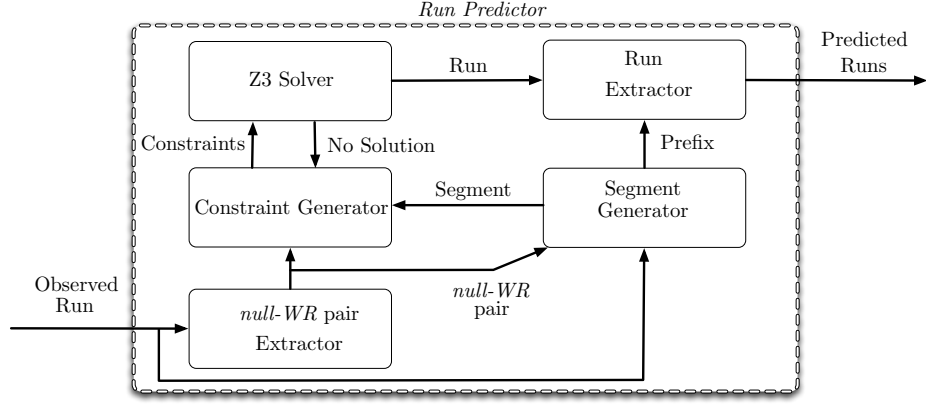 Run Predictor
Z3 Solver
Run
Run
Extractor
Predicted
Runs
Constraints
No Solution
Prefix
Constraint Generator
Segment
Segment
Generator
Observed
Run
null-WR pair
Extractor
null-WR
pair